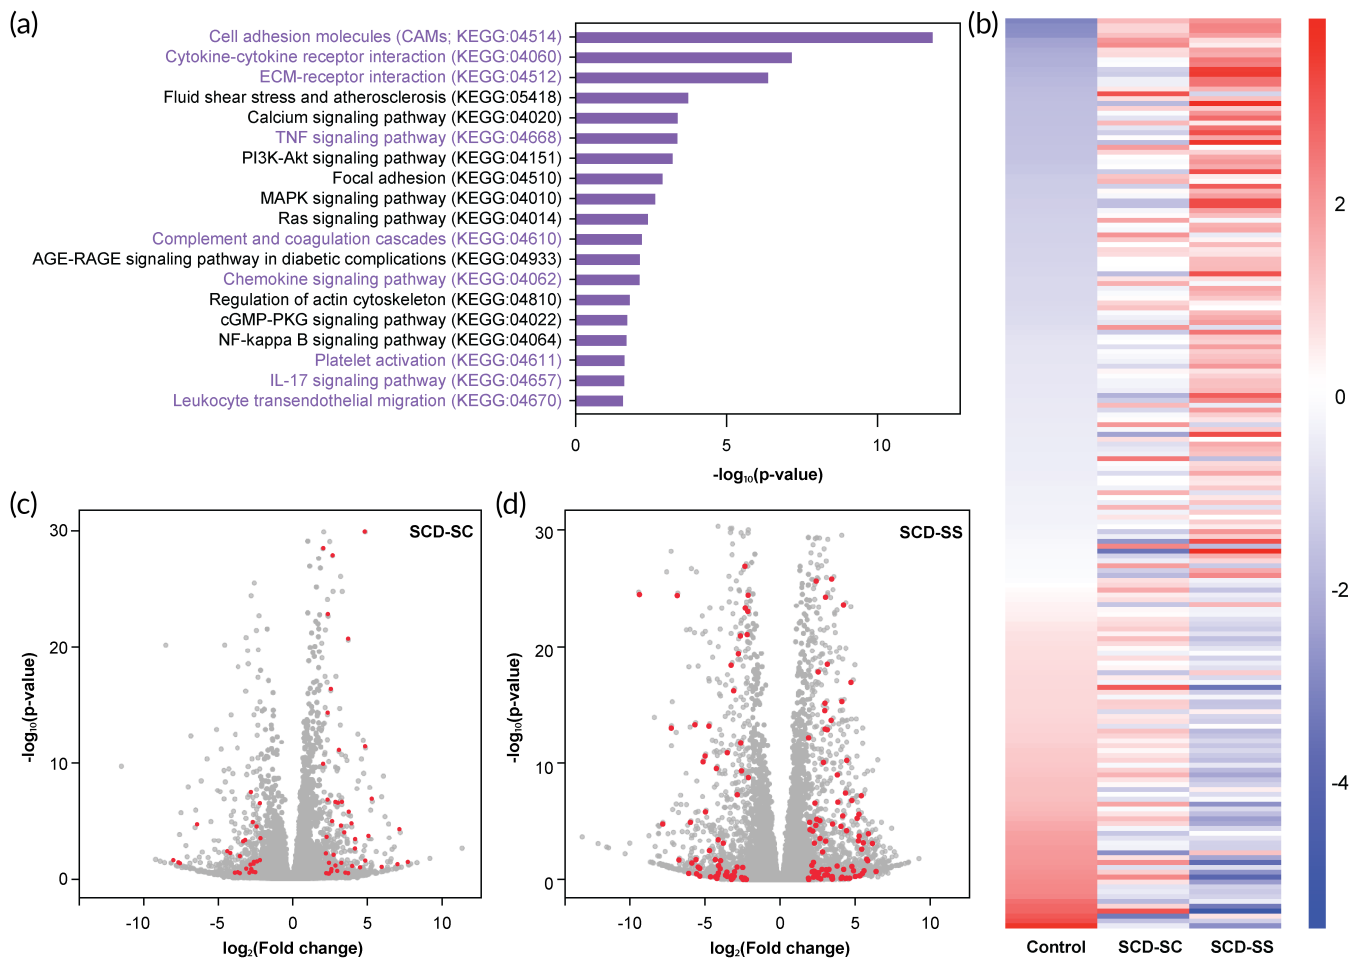 (a)
Cell adhesion molecules (CAMs; KEGG:04514)
Cytokine-cytokine receptor interaction (KEGG:04060)
ECM-receptor interaction (KEGG:04512)
Fluid shear stress and atherosclerosis (KEGG:05418)
Calcium signaling pathway (KEGG:04020)
TNF signaling pathway (KEGG:04668)
PI3K-Akt signaling pathway (KEGG:04151)
Focal adhesion (KEGG:04510)
MAPK signaling pathway (KEGG:04010)
Ras signaling pathway (KEGG:04014)
Complement and coagulation cascades (KEGG:04610)
AGE-RAGE signaling pathway in diabetic complications (KEGG:04933)
Chemokine signaling pathway (KEGG:04062)
Regulation of actin cytoskeleton (KEGG:04810)
cGMP-PKG signaling pathway (KEGG:04022)
NF-kappa B signaling pathway (KEGG:04064)
Platelet activation (KEGG:04611)
IL-17 signaling pathway (KEGG:04657)
Leukocyte transendothelial migration (KEGG:04670)
0 5 10
-log₁₀(p-value)
(b)
2
0
-2
-4
Control SCD-SC SCD-SS
(c)
SCD-SC
30
20
10
0
-log₁₀(p-value)
-10 -5 0 5 10
log₂(Fold change)
(d)
SCD-SS
30
20
10
0
-log₁₀(p-value)
-10 -5 0 5 10
log₂(Fold change)